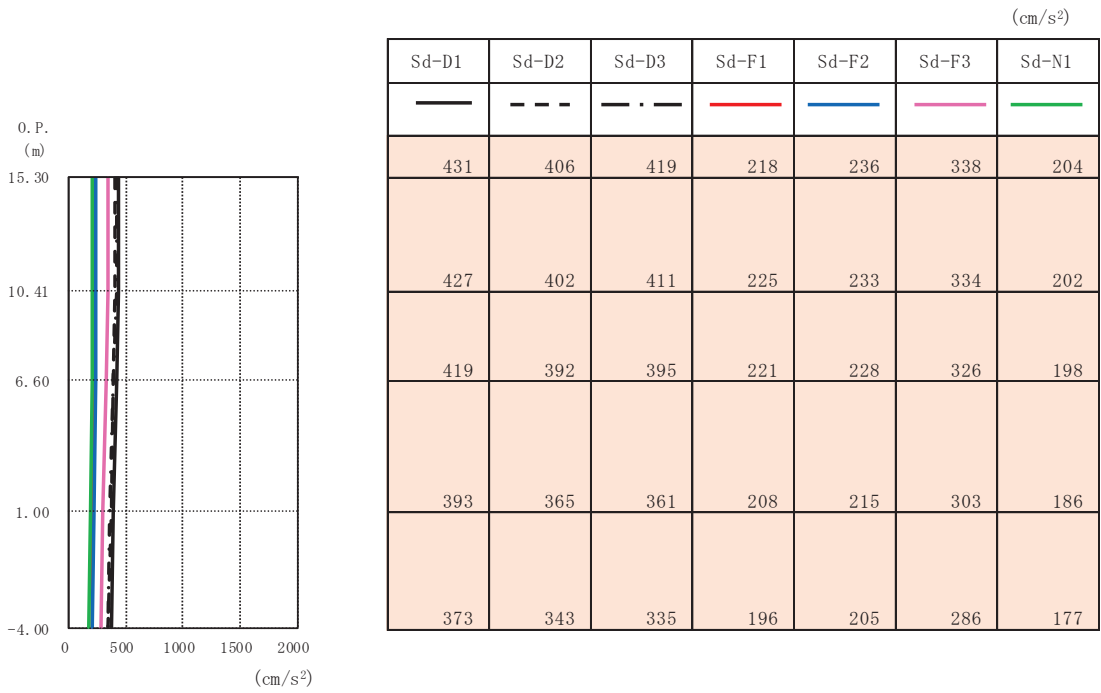 (cm/s²)
Sd-D1 Sd-D2 Sd-D3 Sd-F1 Sd-F2 Sd-F3 Sd-N1
O.P.
(m)
431 406 419 218 236 338 204
15.30
427 402 411 225 233 334 202
10.41
419 392 395 221 228 326 198
6.60
393 365 361 208 215 303 186
1.00
373 343 335 196 205 286 177
-4.00
0 500 1000 1500 2000
(cm/s²)